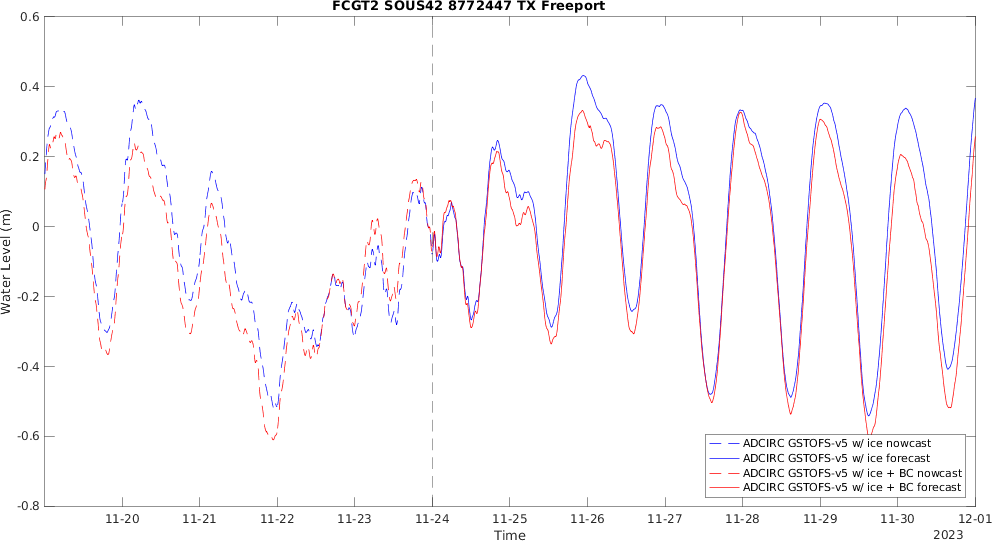 FCGT2 SOUS42 8772447 TX Freeport
Water Level (m)
0.6
0.4
0.2
0
-0.2
-0.4
-0.6
-0.8
ADCIRC GSTOFS-v5 w/ ice nowcast
ADCIRC GSTOFS-v5 w/ ice forecast
ADCIRC GSTOFS-v5 w/ ice + BC nowcast
ADCIRC GSTOFS-v5 w/ ice + BC forecast
11-20 11-21 11-22 11-23 11-24 11-25 11-26 11-27 11-28 11-29 11-30 12-01
Time 2023